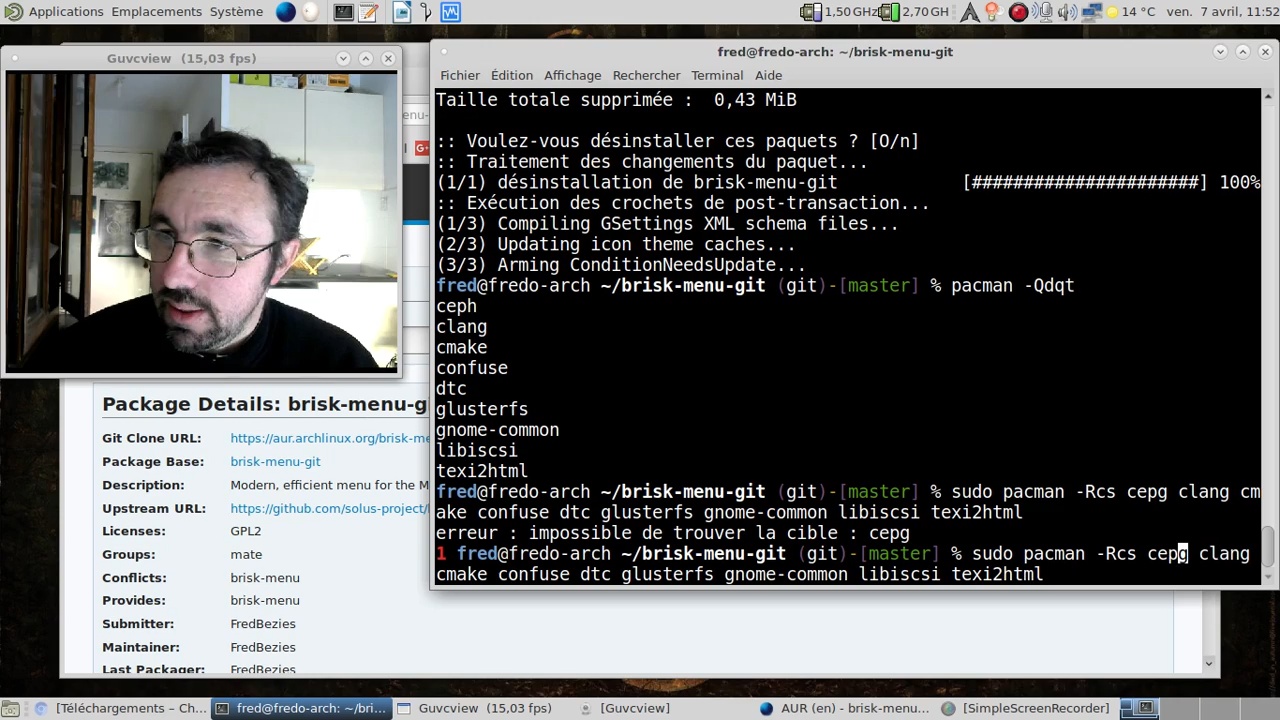 Applications Emplacements Système
1,50 GHz 2,70 GH 14 °C ven. 7 avril, 11:52
Guvcview (15,03 fps)
fred@fredo-arch: ~/brisk-menu-git
Fichier Édition Affichage Rechercher Terminal Aide
Taille totale supprimée : 0,43 MiB
:: Voulez-vous désinstaller ces paquets ? [O/n]
:: Traitement des changements du paquet...
(1/1) désinstallation de brisk-menu-git [######################] 100%
:: Exécution des crochets de post-transaction...
(1/3) Compiling GSettings XML schema files...
(2/3) Updating icon theme caches...
(3/3) Arming ConditionNeedsUpdate...
fred@fredo-arch ~/brisk-menu-git (git)-[master] % pacman -Qdqt
ceph
clang
cmake
confuse
dtc
glusterfs
gnome-common
libiscsi
texi2html
fred@fredo-arch ~/brisk-menu-git (git)-[master] % sudo pacman -Rcs cepg clang cm
ake confuse dtc glusterfs gnome-common libiscsi texi2html
erreur : impossible de trouver la cible : cepg
1 fred@fredo-arch ~/brisk-menu-git (git)-[master] % sudo pacman -Rcs cepg clang
cmake confuse dtc glusterfs gnome-common libiscsi texi2html
enu-
G+
Package Details: brisk-menu-g
Git Clone URL: https://aur.archlinux.org/brisk-me
Package Base: brisk-menu-git
Description: Modern, efficient menu for the M
Upstream URL: https://github.com/solus-project/
Licenses: GPL2
Groups: mate
Conflicts: brisk-menu
Provides: brisk-menu
Submitter: FredBezies
Maintainer: FredBezies
Last Packager: FredBezies
[Téléchargements – Ch... fred@fredo-arch: ~/bri... Guvcview (15,03 fps) [Guvcview] AUR (en) - brisk-menu... [SimpleScreenRecorder]